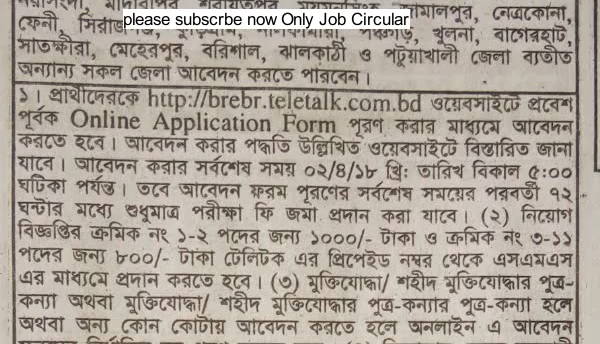 নরসিংদী, মাদারীপুর
please subscrbe now Only Job Circular
জামালপুর, নেত্রকোনা,
ফেনী, সিরাজ
খুলনা, বাগেরহাট,
সাতক্ষীরা, মেহেরপুর, বরিশাল, ঝালকাঠী ও পটুয়াখালী জেলা ব্যতীত
অন্যান্য সকল জেলা আবেদন করতে পারবেন।
১। প্রার্থীদেরকে http://brebr.teletalk.com.bd ওয়েবসাইটে প্রবেশ
পূর্বক Online Application Form পূরণ করার মাধ্যমে আবেদন
করতে হবে। আবেদন করার পদ্ধতি উল্লিখিত ওয়েবসাইটে বিস্তারিত জানা
যাবে। আবেদন করার সর্বশেষ সময় ০২/৪/১৮ খ্রিঃ তারিখ বিকাল ৫:০০
ঘটিকা পর্যন্ত। তবে আবেদন ফরম পূরণের সর্বশেষ সময়ের পরবর্তী ৭২
ঘন্টার মধ্যে শুধুমাত্র পরীক্ষা ফি জমা প্রদান করা যাবে। (২) নিয়োগ
বিজ্ঞপ্তির ক্রমিক নং ১-২ পদের জন্য ১০০০/- টাকা ও ক্রমিক নং ৩-১১
পদের জন্য ৮০০/- টাকা টেলিটক এর প্রিপেইড নম্বর থেকে এসএমএস
এর মাধ্যমে প্রদান করতে হবে। (৩) মুক্তিযোদ্ধা/ শহীদ মুক্তিযোদ্ধার পুত্র-
কন্যা অথবা মুক্তিযোদ্ধা/ শহীদ মুক্তিযোদ্ধার পুত্র-কন্যার পুত্র-কন্যা হলে
অথবা অন্য কোন কোটায় আবেদন করতে হলে অনলাইন এ আবেদন